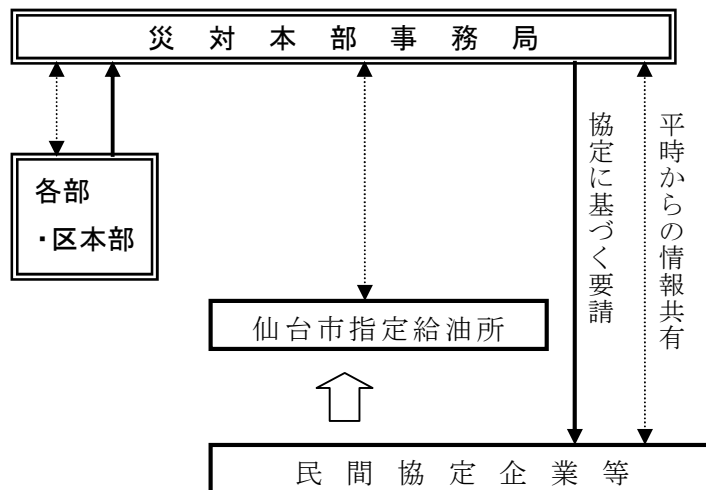 災対本部事務局
各部
・区本部
仙台市指定給油所
協定に基づく要請
平時からの情報共有
民間協定企業等